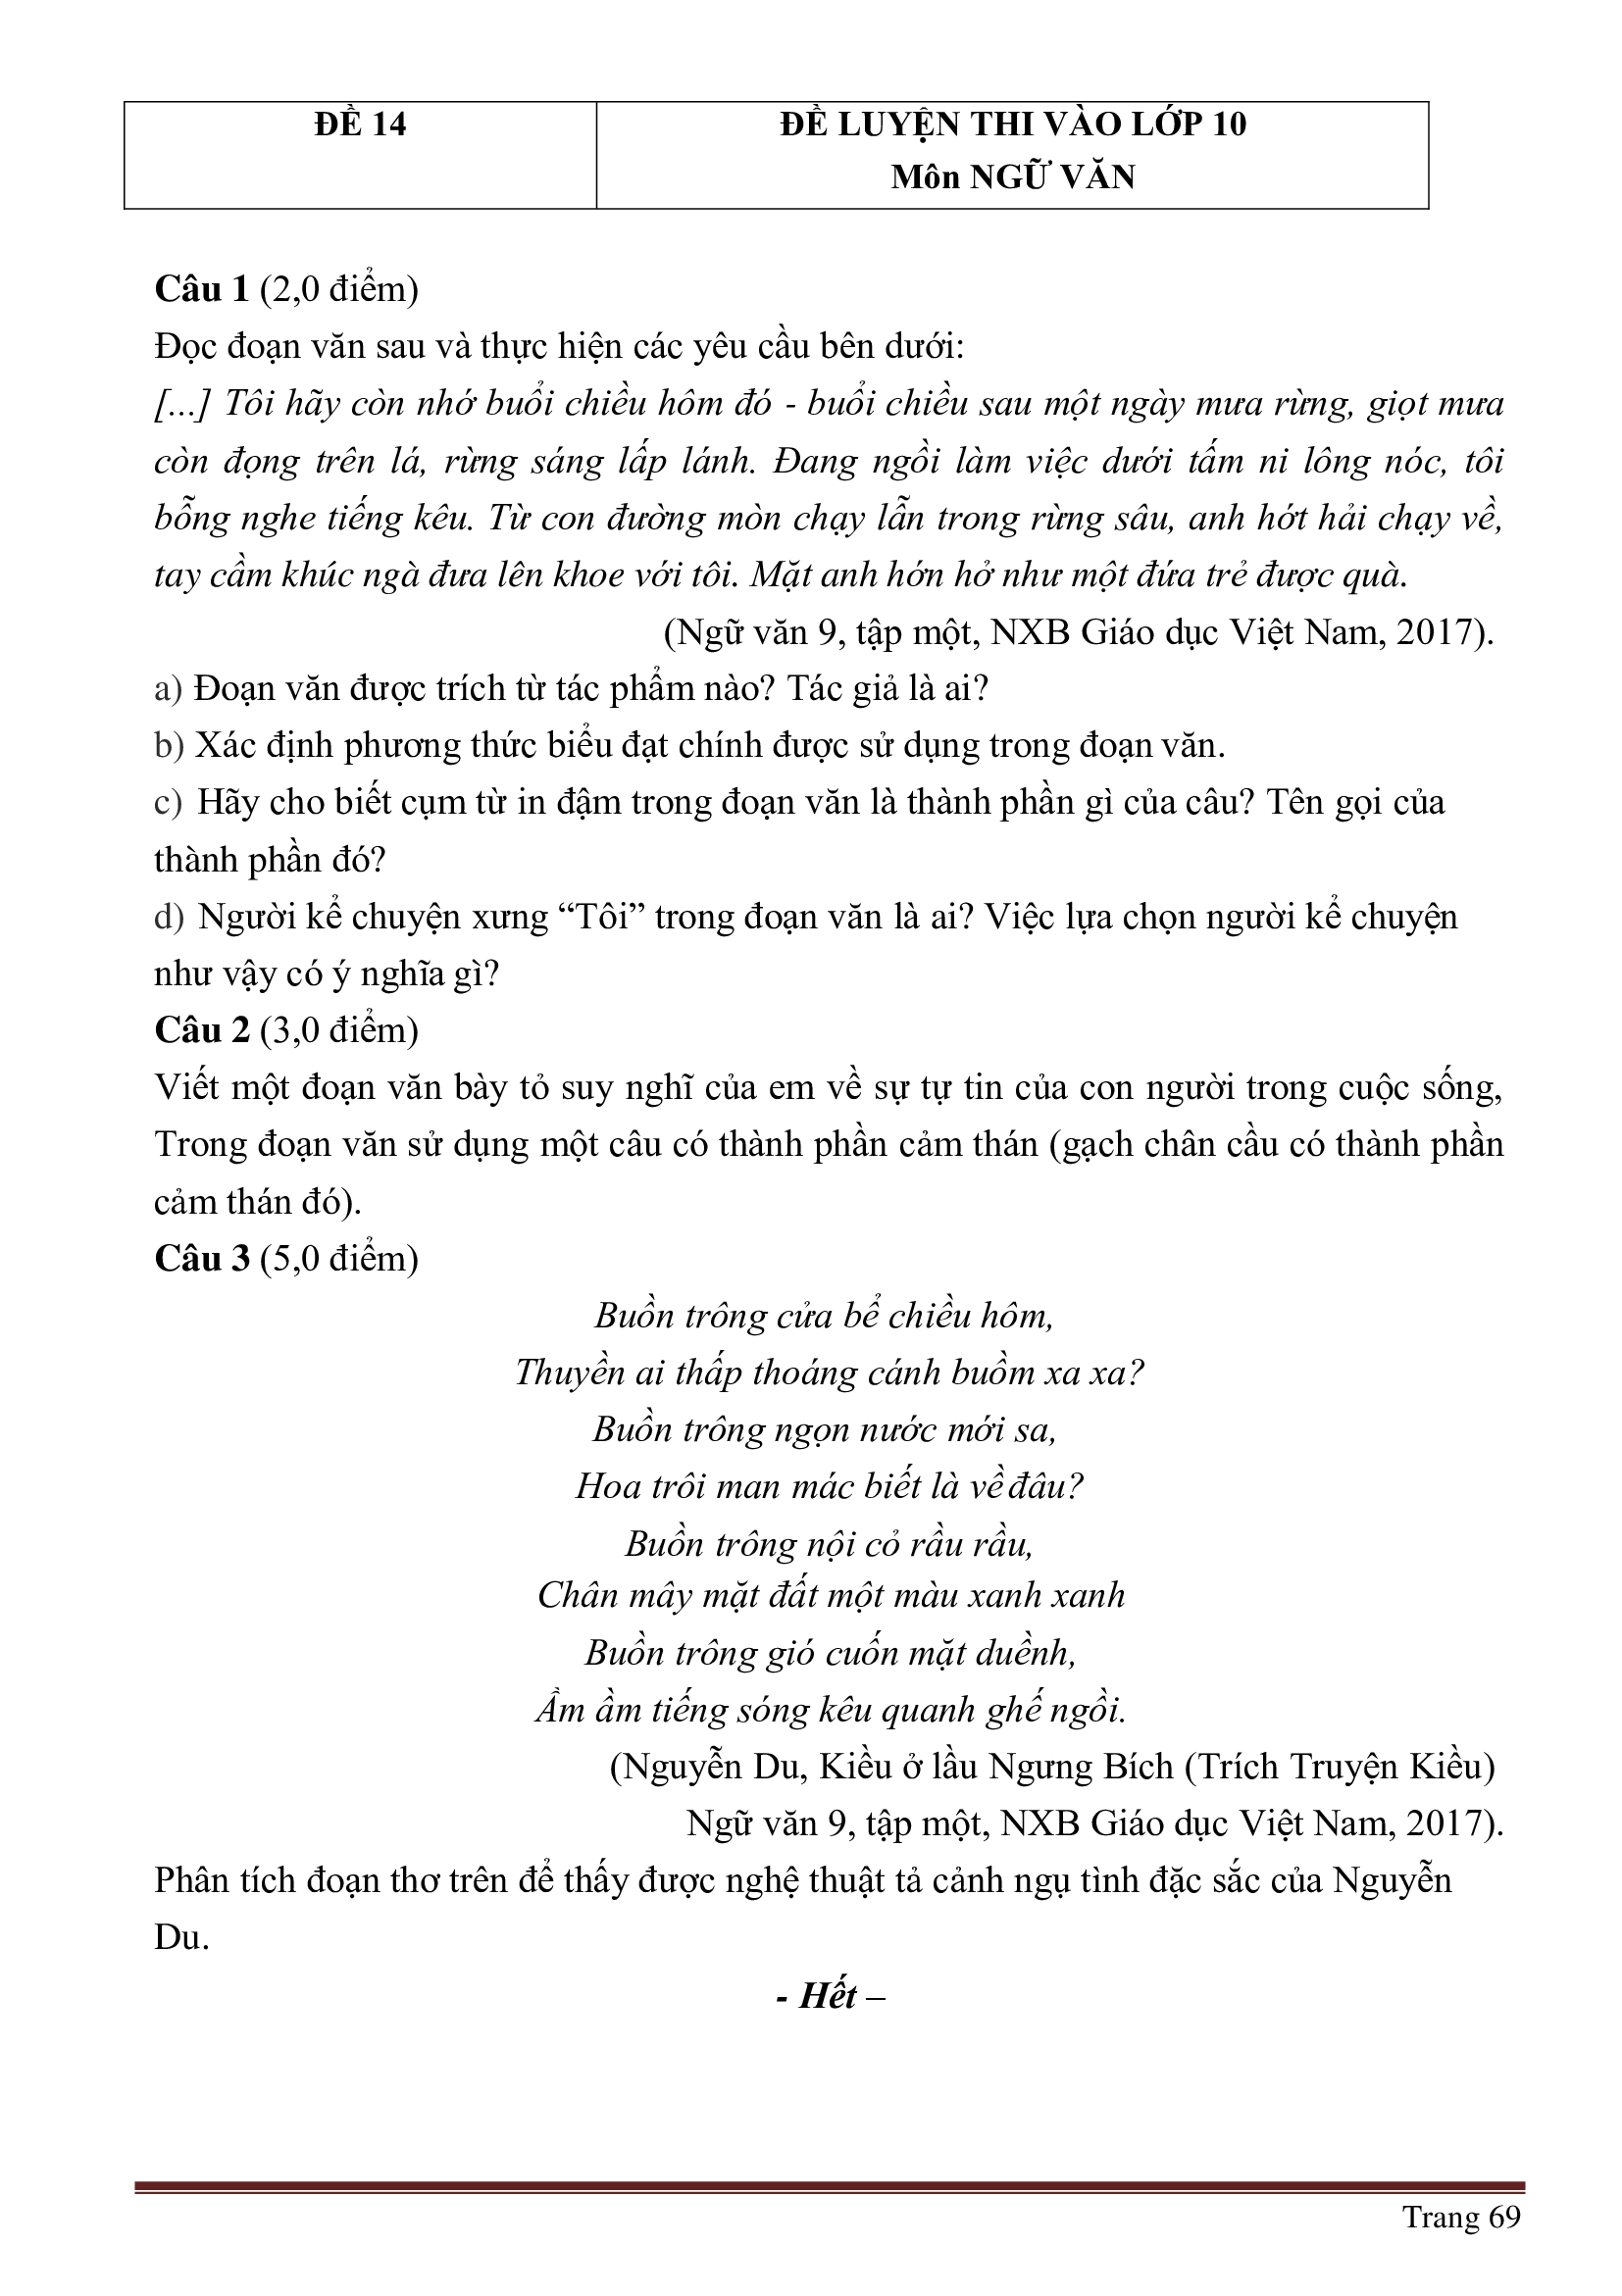 ĐỀ 14
ĐỀ LUYỆN THI VÀO LỚP 10
Môn NGỮ VĂN
Câu 1 (2,0 điểm)
Đọc đoạn văn sau và thực hiện các yêu cầu bên dưới:
[...] Tôi hãy còn nhớ buổi chiều hôm đó - buổi chiều sau một ngày mưa rừng, giọt mưa
còn đọng trên lá, rừng sáng lấp lánh. Đang ngồi làm việc dưới tấm ni lông nóc, tôi
bỗng nghe tiếng kêu. Từ con đường mòn chạy lẫn trong rừng sâu, anh hớt hải chạy về,
tay cầm khúc ngà đưa lên khoe với tôi. Mặt anh hớn hở như một đứa trẻ được quà.
(Ngữ văn 9, tập một, NXB Giáo dục Việt Nam, 2017).
a) Đoạn văn được trích từ tác phẩm nào? Tác giả là ai?
b) Xác định phương thức biểu đạt chính được sử dụng trong đoạn văn.
c) Hãy cho biết cụm từ in đậm trong đoạn văn là thành phần gì của câu? Tên gọi của
thành phần đó?
d) Người kể chuyện xưng “Tôi” trong đoạn văn là ai? Việc lựa chọn người kể chuyện
như vậy có ý nghĩa gì?
Câu 2 (3,0 điểm)
Viết một đoạn văn bày tỏ suy nghĩ của em về sự tự tin của con người trong cuộc sống,
Trong đoạn văn sử dụng một câu có thành phần cảm thán (gạch chân cầu có thành phần
cảm thán đó).
Câu 3 (5,0 điểm)
Buồn trông cửa bể chiều hôm,
Thuyền ai thấp thoáng cánh buồm xa xa?
Buồn trông ngọn nước mới sa,
Hoa trôi man mác biết là về đâu?
Buồn trông nội cỏ rầu rầu,
Chân mây mặt đất một màu xanh xanh
Buồn trông gió cuốn mặt duềnh,
Ầm ầm tiếng sóng kêu quanh ghế ngồi.
(Nguyễn Du, Kiều ở lầu Ngưng Bích (Trích Truyện Kiều)
Ngữ văn 9, tập một, NXB Giáo dục Việt Nam, 2017).
Phân tích đoạn thơ trên để thấy được nghệ thuật tả cảnh ngụ tình đặc sắc của Nguyễn
Du.
- Hết –
Trang 69